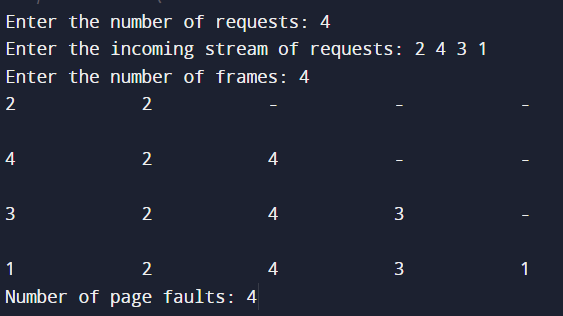 Enter the number of requests: 4
Enter the incoming stream of requests: 2 4 3 1
Enter the number of frames: 4
2 2 - - -
4 2 4 - -
3 2 4 3 -
1 2 4 3 1
Number of page faults: 4